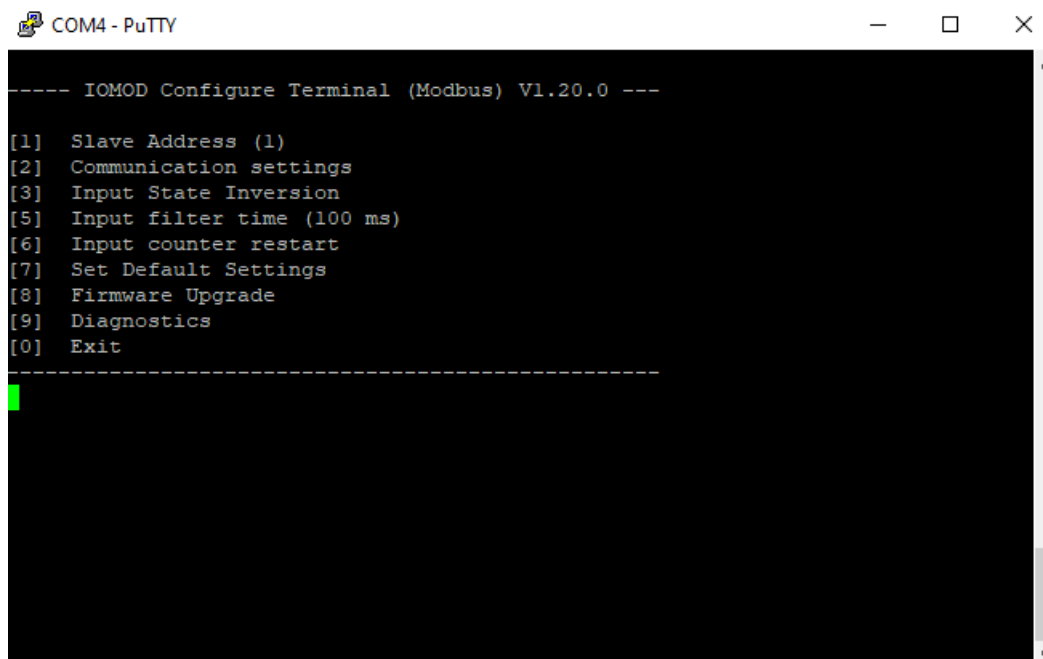 COM4 - PuTTY
----- IOMOD Configure Terminal (Modbus) V1.20.0 ---
[1]  Slave Address (1)
[2]  Communication settings
[3]  Input State Inversion
[5]  Input filter time (100 ms)
[6]  Input counter restart
[7]  Set Default Settings
[8]  Firmware Upgrade
[9]  Diagnostics
[0]  Exit
---------------------------------------------------